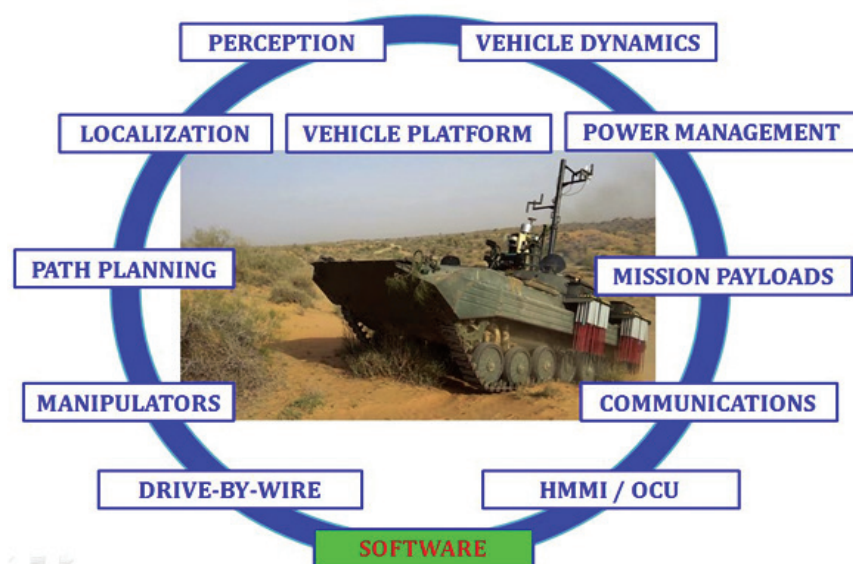 PERCEPTION
VEHICLE DYNAMICS
LOCALIZATION
VEHICLE PLATFORM
POWER MANAGEMENT
PATH PLANNING
MISSION PAYLOADS
MANIPULATORS
COMMUNICATIONS
DRIVE-BY-WIRE
HMMI / OCU
SOFTWARE